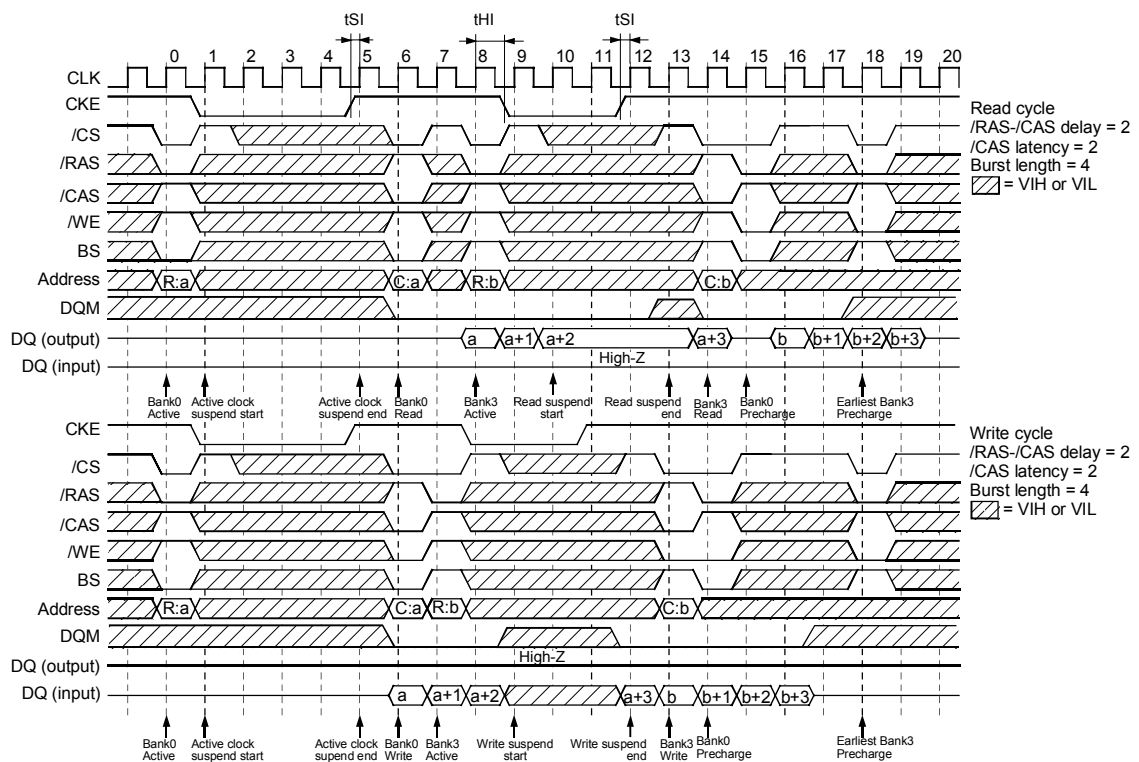 tSI tHI tSI
0 1 2 3 4 5 6 7 8 9 10 11 12 13 14 15 16 17 18 19 20
CLK
CKE
/CS
/RAS
/CAS
/WE
BS
Address R:a C:a R:b C:b
DQM
DQ (output) a a+1 a+2 a+3 b b+1 b+2 b+3
High-Z
DQ (input)
Read cycle
/RAS-/CAS delay = 2
/CAS latency = 2
Burst length = 4
= VIH or VIL
Bank0 Active
Active clock suspend start
Active clock suspend end
Bank0 Read
Bank3 Active
Read suspend start
Read suspend end
Bank3 Read
Bank0 Precharge
Earliest Bank3 Precharge
CKE
/CS
/RAS
/CAS
/WE
BS
Address R:a C:a R:b C:b
DQM
High-Z
DQ (output)
DQ (input) a a+1 a+2 a+3 b b+1 b+2 b+3
Write cycle
/RAS-/CAS delay = 2
/CAS latency = 2
Burst length = 4
= VIH or VIL
Bank0 Active
Active clock suspend start
Active clock supend end
Bank0 Write
Bank3 Active
Write suspend start
Write suspend end
Bank3 Write
Bank0 Precharge
Earliest Bank3 Precharge